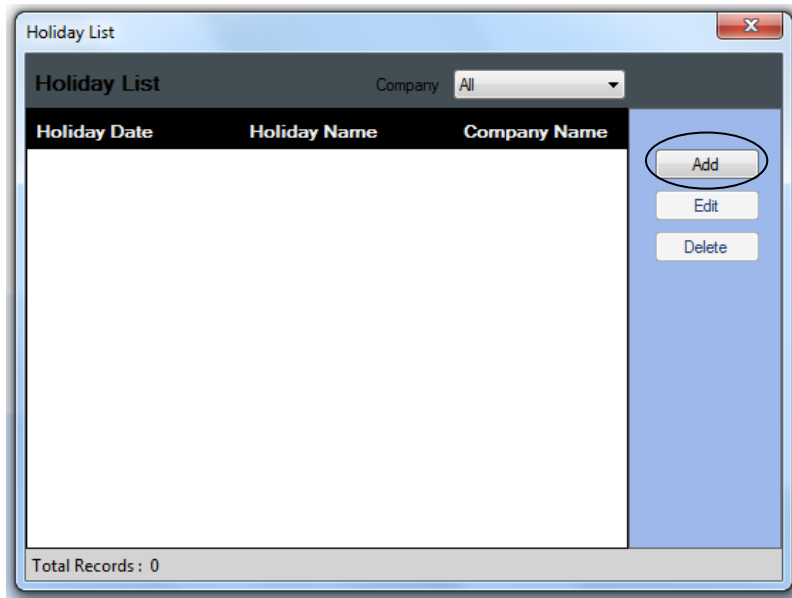 Holiday List
Holiday List Company All
Holiday Date Holiday Name Company Name
Add
Edit
Delete
Total Records : 0